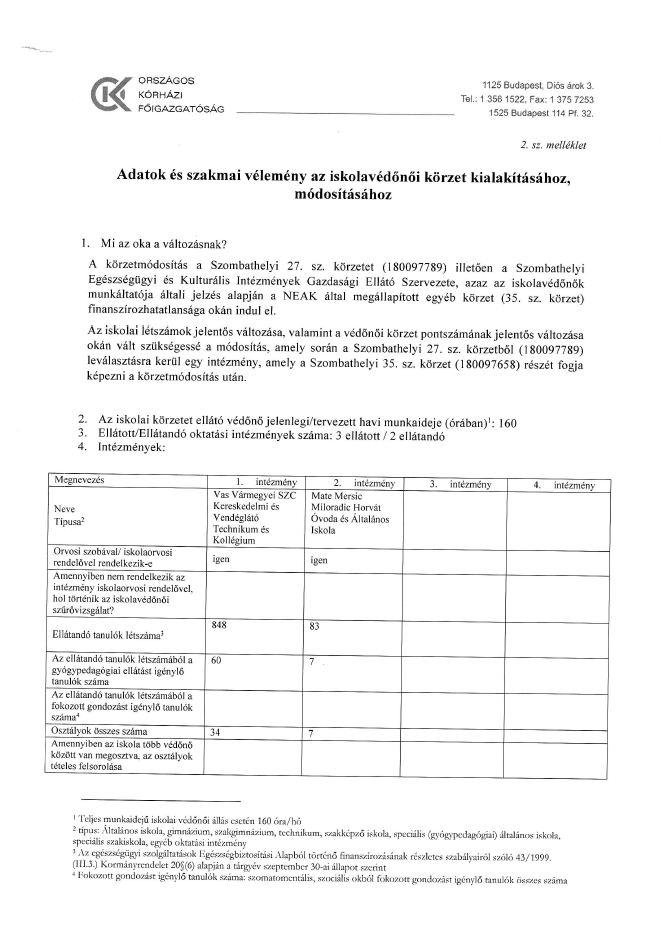 ORSZÁGOS
KÓRHÁZI
FŐIGAZGATÓSÁG
1125 Budapest, Diós árok 3.
Tel.: 1 356 1522, Fax: 1 375 7253
1525 Budapest 114 Pf. 32.
2. sz. melléklet
Adatok és szakmai vélemény az iskolavédőnői körzet kialakításához,
módosításához
1. Mi az oka a változásnak?
A körzetmódosítás a Szombathelyi 27. sz. körzetet (180097789) illetően a Szombathelyi
Egészségügyi és Kulturális Intézmények Gazdasági Ellátó Szervezete, azaz az iskolavédőnők
munkáltatója általi jelzés alapján a NEAK által megállapított egyéb körzet (35. sz. körzet)
finanszírozhatatlansága okán indul el.
Az iskolai létszámok jelentős változása, valamint a védőnői körzet pontszámának jelentős változása
okán vált szükségessé a módosítás, amely során a Szombathelyi 27. sz. körzetből (180097789)
leválasztásra kerül egy intézmény, amely a Szombathelyi 35. sz. körzet (180097658) részét fogja
képezni a körzetmódosítás után.
2. Az iskolai körzetet ellátó védőnő jelenlegi/tervezett havi munkaideje (órában)¹: 160
3. Ellátott/Ellátandó oktatási intézmények száma: 3 ellátott / 2 ellátandó
4. Intézmények:
Megnevezés 1. intézmény 2. intézmény 3. intézmény 4. intézmény
Neve
Típusa²
Vas Vármegyei SZC
Kereskedelmi és
Vendéglátó
Technikum és
Kollégium
Mate Mersic
Miloradic Horvát
Óvoda és Általános
Iskola
Orvosi szobával/ iskolaorvosi
rendelővel rendelkezik-e
igen igen
Amennyiben nem rendelkezik az
intézmény iskolaorvosi rendelővel,
hol történik az iskolavédőnői
szűrővizsgálat?
Ellátandó tanulók létszáma³ 848 83
Az ellátandó tanulók létszámából a
gyógypedagógiai ellátást igénylő
tanulók száma
60 7
Az ellátandó tanulók létszámából a
fokozott gondozást igénylő tanulók
száma⁴
Osztályok összes száma 34 7
Amennyiben az iskola több védőnő
között van megosztva, az osztályok
tételes felsorolása
¹ Teljes munkaidejű iskolai védőnői állás esetén 160 óra/hó
² típus: Általános iskola, gimnázium, szakgimnázium, technikum, szakképző iskola, speciális (gyógypedagógiai) általános iskola,
speciális szakiskola, egyéb oktatási intézmény
³ Az egészségügyi szolgáltatások Egészségbiztosítási Alapból történő finanszírozásának részletes szabályairól szóló 43/1999.
(III.3.) Kormányrendelet 20§(6) alapján a tárgyév szeptember 30-ai állapot szerint
⁴ Fokozott gondozást igénylő tanulók száma: szomatomentális, szociális okból fokozott gondozást igénylő tanulók összes száma